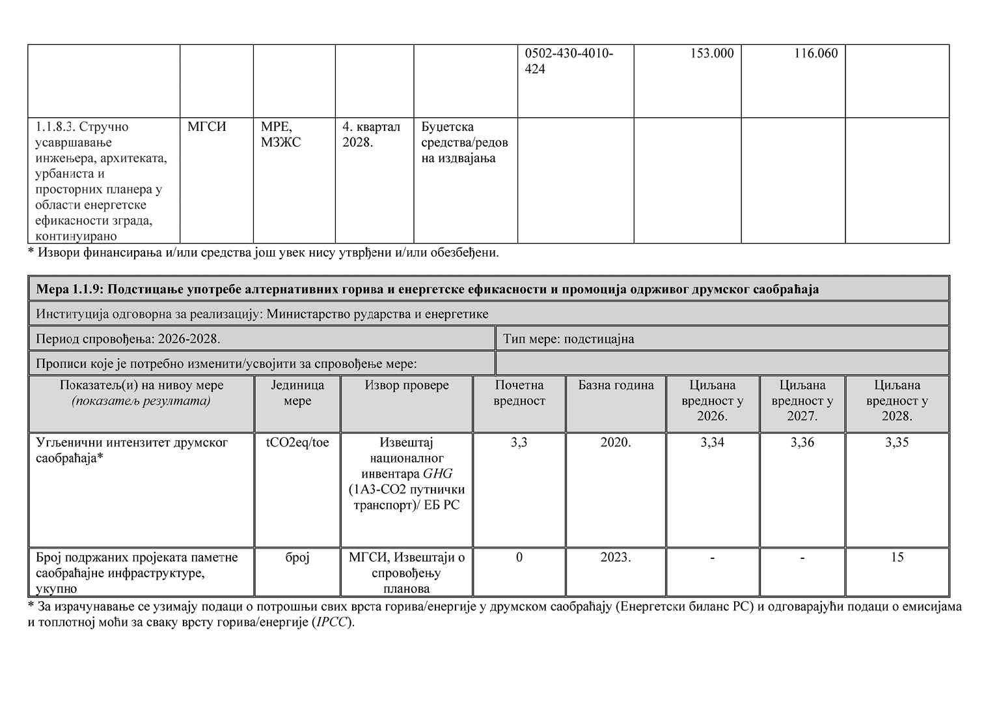 0502-430-4010-
424
153.000
116.060
1.1.8.3. Стручно
усавршавање
инжењера, архитеката,
урбаниста и
просторних планера у
области енергетске
ефикасности зграда,
континуирано
МГСИ
МРЕ,
МЗЖС
4. квартал
2028.
Буџетска
средства/редов
на издвајања
* Извори финансирања и/или средства још увек нису утврђени и/или обезбеђени.
Мера 1.1.9: Подстицање употребе алтернативних горива и енергетске ефикасности и промоција одрживог друмског саобраћаја
Институција одговорна за реализацију: Министарство рударства и енергетике
Период спровођења: 2026-2028.
Тип мере: подстицајна
Прописи које је потребно изменити/усвојити за спровођење мере:
Показатељ(и) на нивоу мере
(показатељ резултата)
Јединица
мере
Извор провере
Почетна
вредност
Базна година
Циљана
вредност у
2026.
Циљана
вредност у
2027.
Циљана
вредност у
2028.
Угљенични интензитет друмског
саобраћаја*
tCO2eq/toe
Извештај
националног
инвентара GHG
(1А3-СО2 путнички
транспорт)/ ЕБ РС
3,3
2020.
3,34
3,36
3,35
Број подржаних пројеката паметне
саобраћајне инфраструктуре,
укупно
број
МГСИ, Извештаји о
спровођењу
планова
0
2023.
-
-
15
* За израчунавање се узимају подаци о потрошњи свих врста горива/енергије у друмском саобраћају (Енергетски биланс РС) и одговарајући подаци о емисијама
и топлотној моћи за сваку врсту горива/енергије (IPCC).